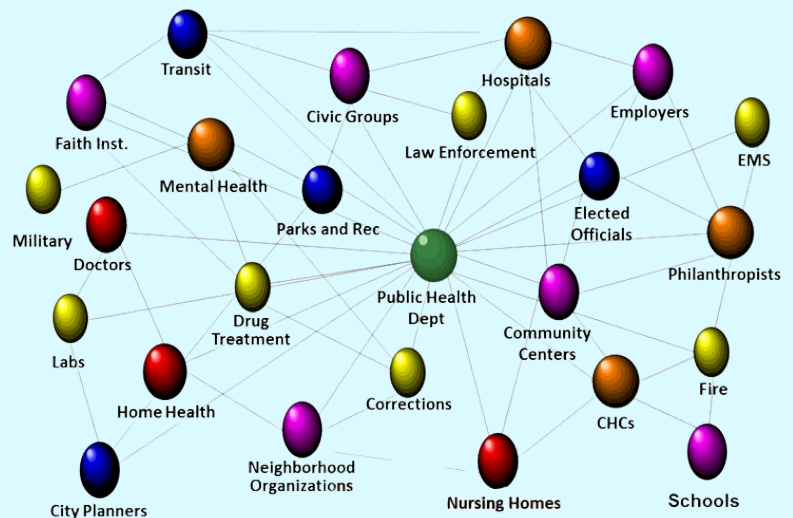 Transit
Hospitals
Civic Groups
Employers
Faith Inst.
Law Enforcement
EMS
Mental Health
Military
Parks and Rec
Elected
Officials
Doctors
Philanthropists
Public Health
Dept
Drug
Treatment
Community
Centers
Labs
Fire
Home Health
Corrections
CHCs
Neighborhood
Organizations
Nursing Homes
Schools
City Planners